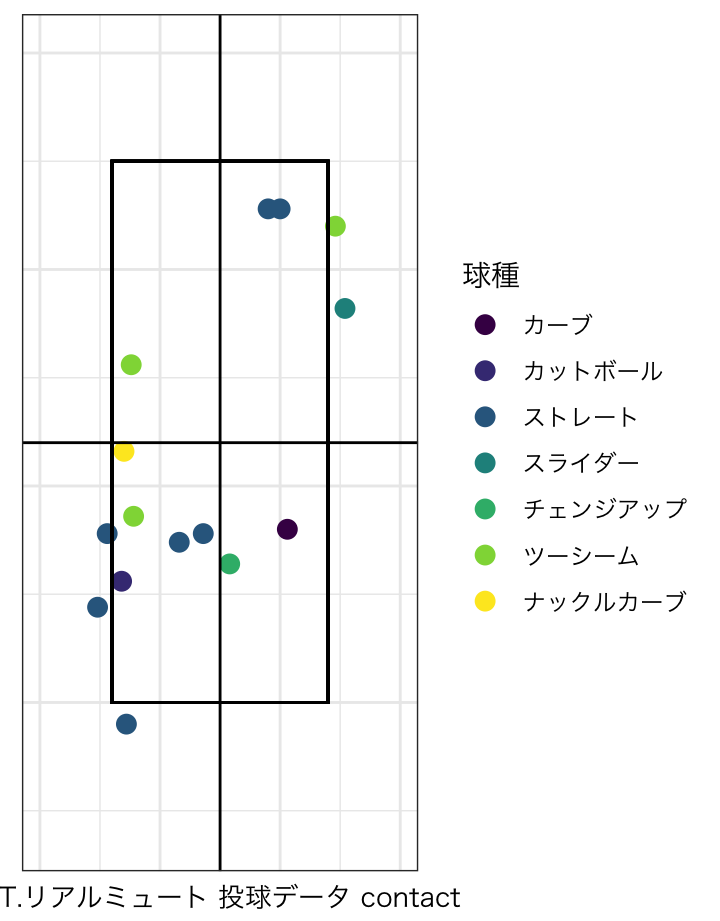 球種
カーブ
カットボール
ストレート
スライダー
チェンジアップ
ツーシーム
ナックルカーブ
T.リアルミュート 投球データ contact